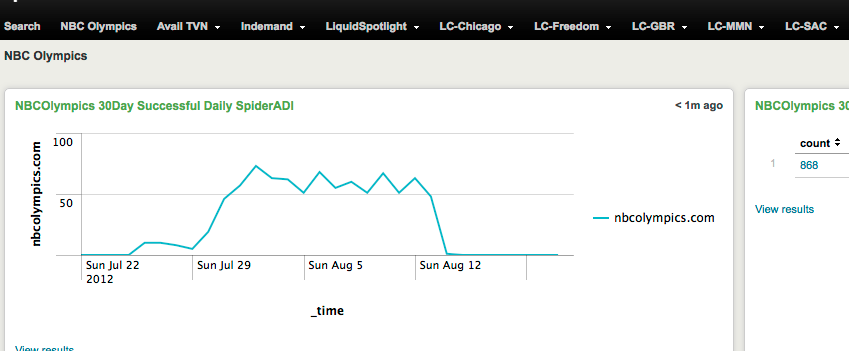 Search NBC Olympics Avail TVN Indemand LiquidSpotlight LC-Chicago LC-Freedom LC-GBR LC-MMN LC-SAC
NBC Olympics
NBCOlympics 30Day Successful Daily SpiderADI
< 1m ago
nbcolympics.com
100
50
Sun Jul 22
2012
Sun Jul 29
Sun Aug 5
Sun Aug 12
_time
nbcolympics.com
View results
NBCOlympics 30
count
1
868
View results